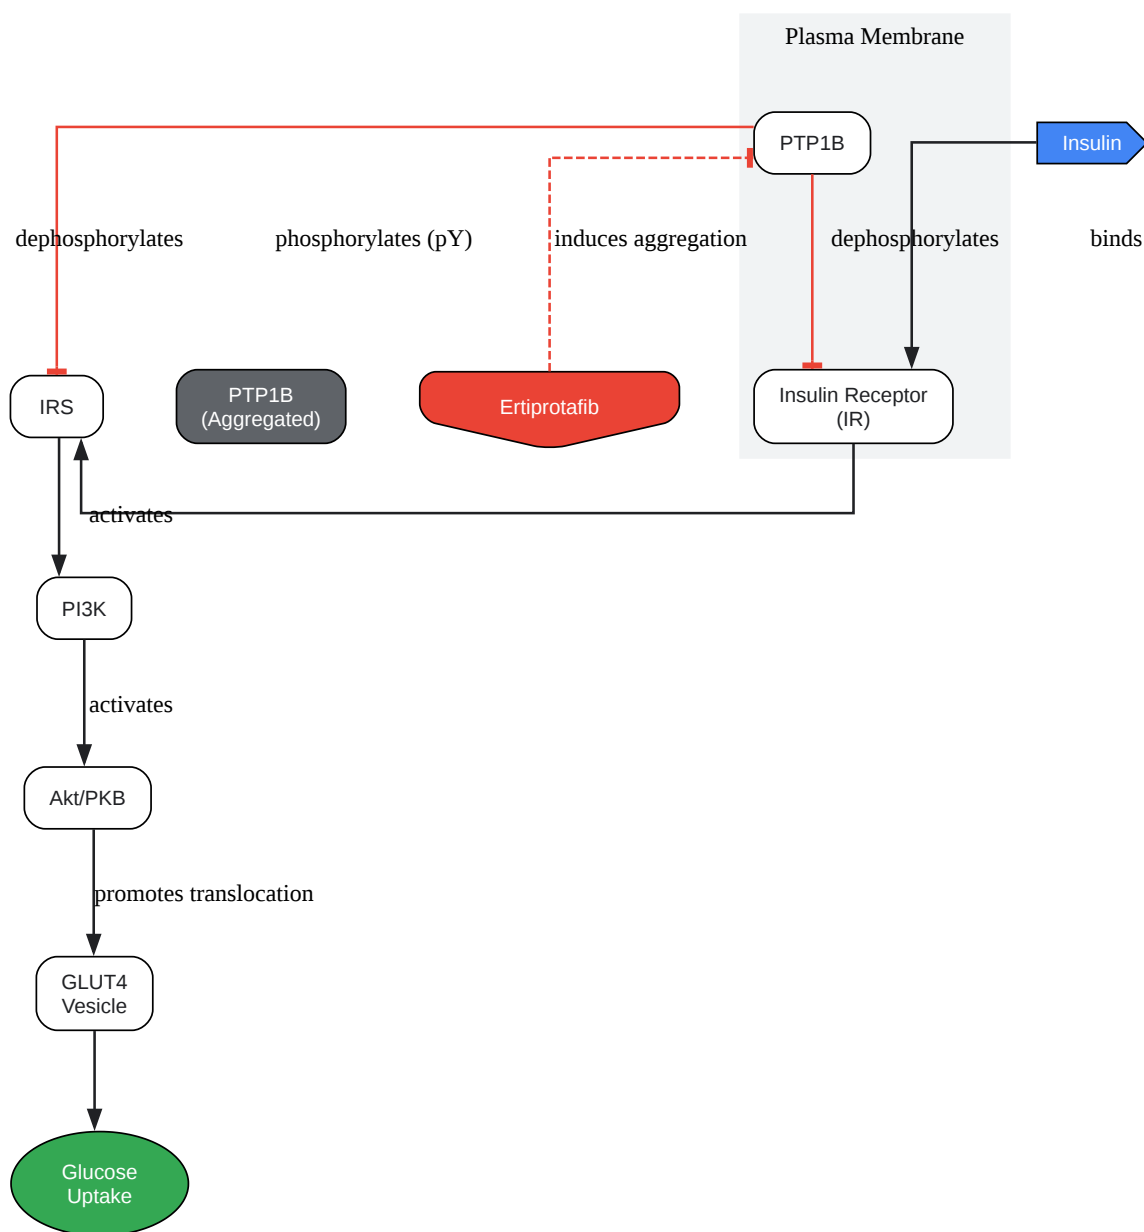 Plasma Membrane
PTP1B
Insulin
dephosphorylates
phosphorylates (pY)
induces aggregation
dephosphorylates
binds
IRS
PTP1B
(Aggregated)
Ertiprotafib
Insulin Receptor
(IR)
activates
PI3K
activates
Akt/PKB
promotes translocation
GLUT4
Vesicle
Glucose
Uptake